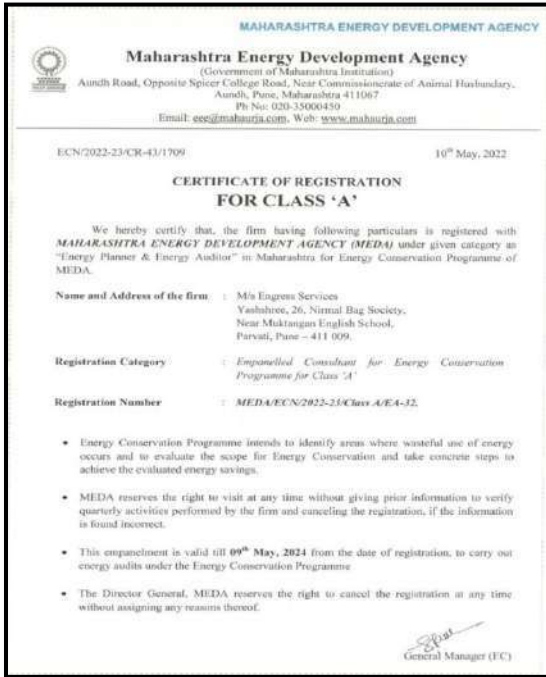 MAHARASHTRA ENERGY DEVELOPMENT AGENCY
Maharashtra Energy Development Agency
(Government of Maharashtra Institution)
Aundh Road, Opposite Spicer College Road, Near Commissionerate of Animal Husbandary,
Aundh, Pune, Maharashtra 411067
Ph No: 020-35000450
Email: eee@mahaurja.com, Web: www.mahaurja.com
ECN/2022-23/CR-43/1709 10th May, 2022
CERTIFICATE OF REGISTRATION
FOR CLASS 'A'
We hereby certify that, the firm having following particulars is registered with
MAHARASHTRA ENERGY DEVELOPMENT AGENCY (MEDA) under given category as
"Energy Planner & Energy Auditor" in Maharashtra for Energy Conservation Programme of
MEDA.
Name and Address of the firm : M/s Engress Services
Yashshree, 26, Nirmal Bag Society,
Near Muktangan English School,
Parvati, Pune – 411 009.
Registration Category : Empanelled Consultant for Energy Conservation
Programme for Class 'A'
Registration Number : MEDA/ECN/2022-23/Class A/EA-32.
• Energy Conservation Programme intends to identify areas where wasteful use of energy
occurs and to evaluate the scope for Energy Conservation and take concrete steps to
achieve the evaluated energy savings.
• MEDA reserves the right to visit at any time without giving prior information to verify
quarterly activities performed by the firm and canceling the registration, if the information
is found incorrect.
• This empanelment is valid till 09th May, 2024 from the date of registration, to carry out
energy audits under the Energy Conservation Programme
• The Director General, MEDA reserves the right to cancel the registration at any time
without assigning any reasons thereof.
General Manager (EC)